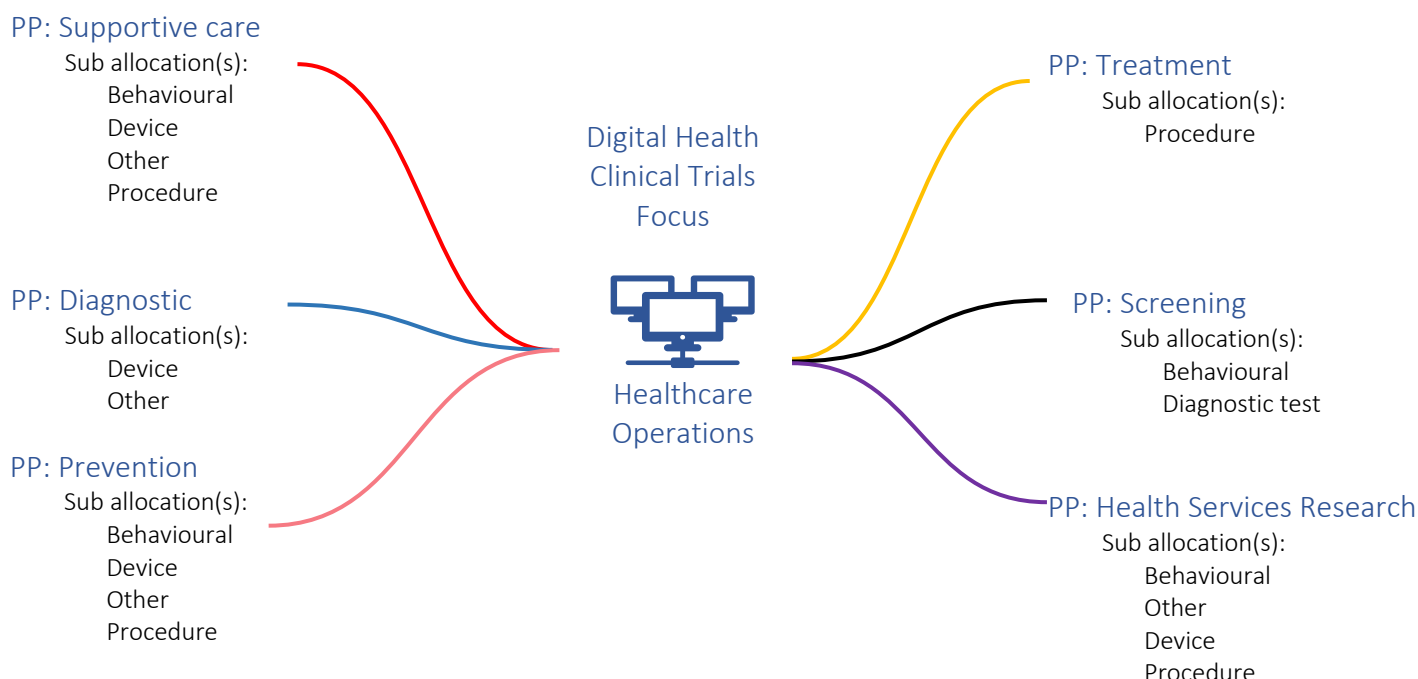 PP: Supportive care
Sub allocation(s):
Behavioural
Device
Other
Procedure
PP: Diagnostic
Sub allocation(s):
Device
Other
PP: Prevention
Sub allocation(s):
Behavioural
Device
Other
Procedure
Digital Health
Clinical Trials
Focus
Healthcare
Operations
PP: Treatment
Sub allocation(s):
Procedure
PP: Screening
Sub allocation(s):
Behavioural
Diagnostic test
PP: Health Services Research
Sub allocation(s):
Behavioural
Other
Device
Procedure